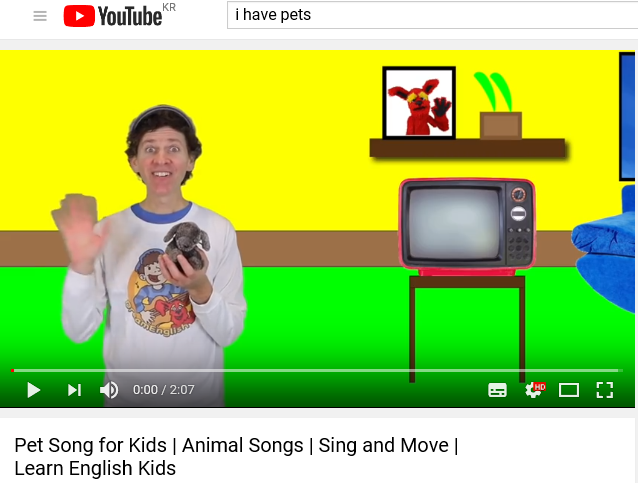 YouTube KR
i have pets
DreamEnglish
0:00 / 2:07
HD
Pet Song for Kids | Animal Songs | Sing and Move |
Learn English Kids